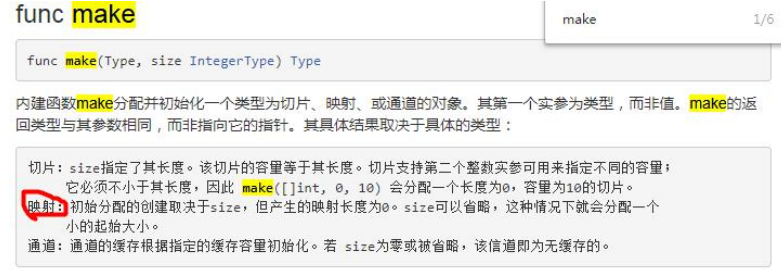 func make
make 1/6
func make(Type, size IntegerType) Type
内建函数make分配并初始化一个类型为切片、映射、或通道的对象。其第一个实参为类型，而非值。make的返
回类型与其参数相同，而非指向它的指针。其具体结果取决于具体的类型：
切片：size指定了其长度。该切片的容量等于其长度。切片支持第二个整数实参可用来指定不同的容量；
它必须不小于其长度，因此 make([]int, 0, 10) 会分配一个长度为0，容量为10的切片。
映射：初始分配的创建取决于size，但产生的映射长度为0。size可以省略，这种情况下就会分配一个
小的起始大小。
通道：通道的缓存根据指定的缓存容量初始化。若 size为零或被省略，该信道即为无缓存的。